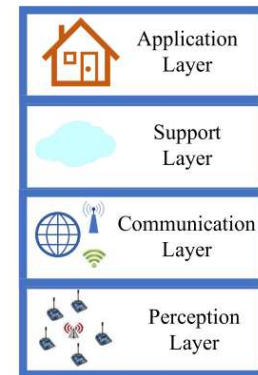 Application
Layer
Support
Layer
Communication
Layer
Perception
Layer